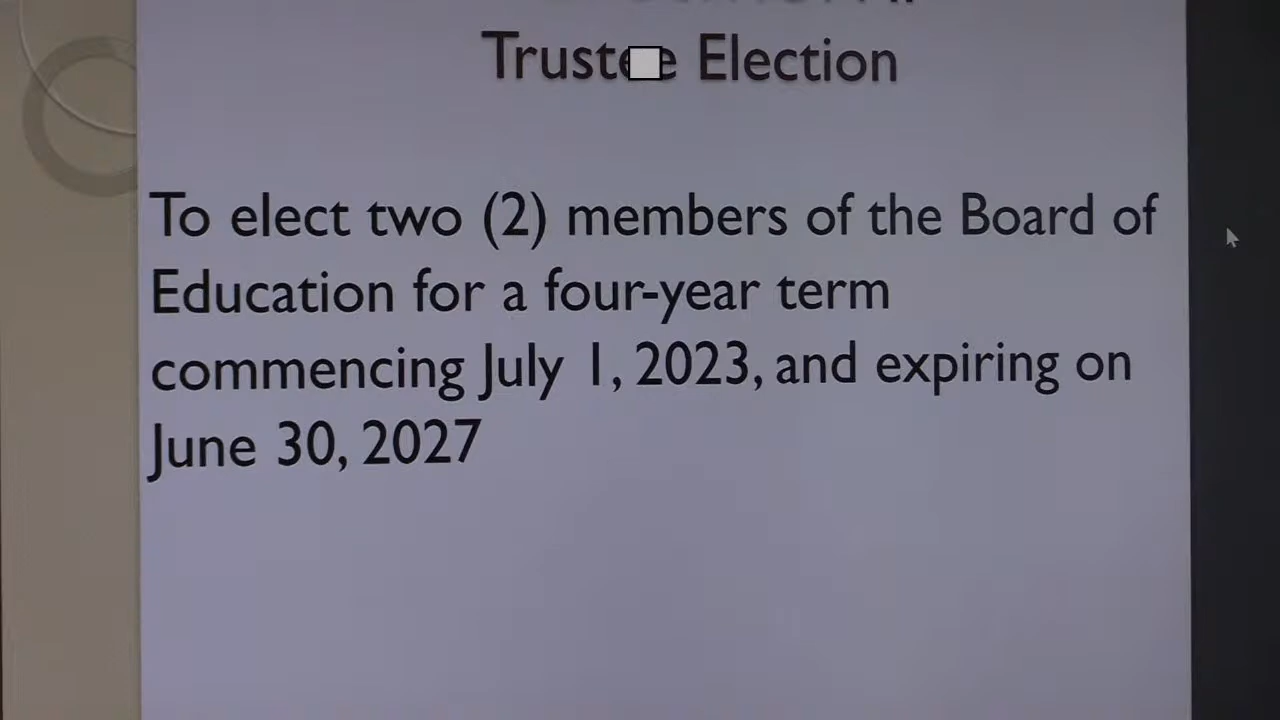 Trustee Election
To elect two (2) members of the Board of
Education for a four-year term
commencing July 1, 2023, and expiring on
June 30, 2027